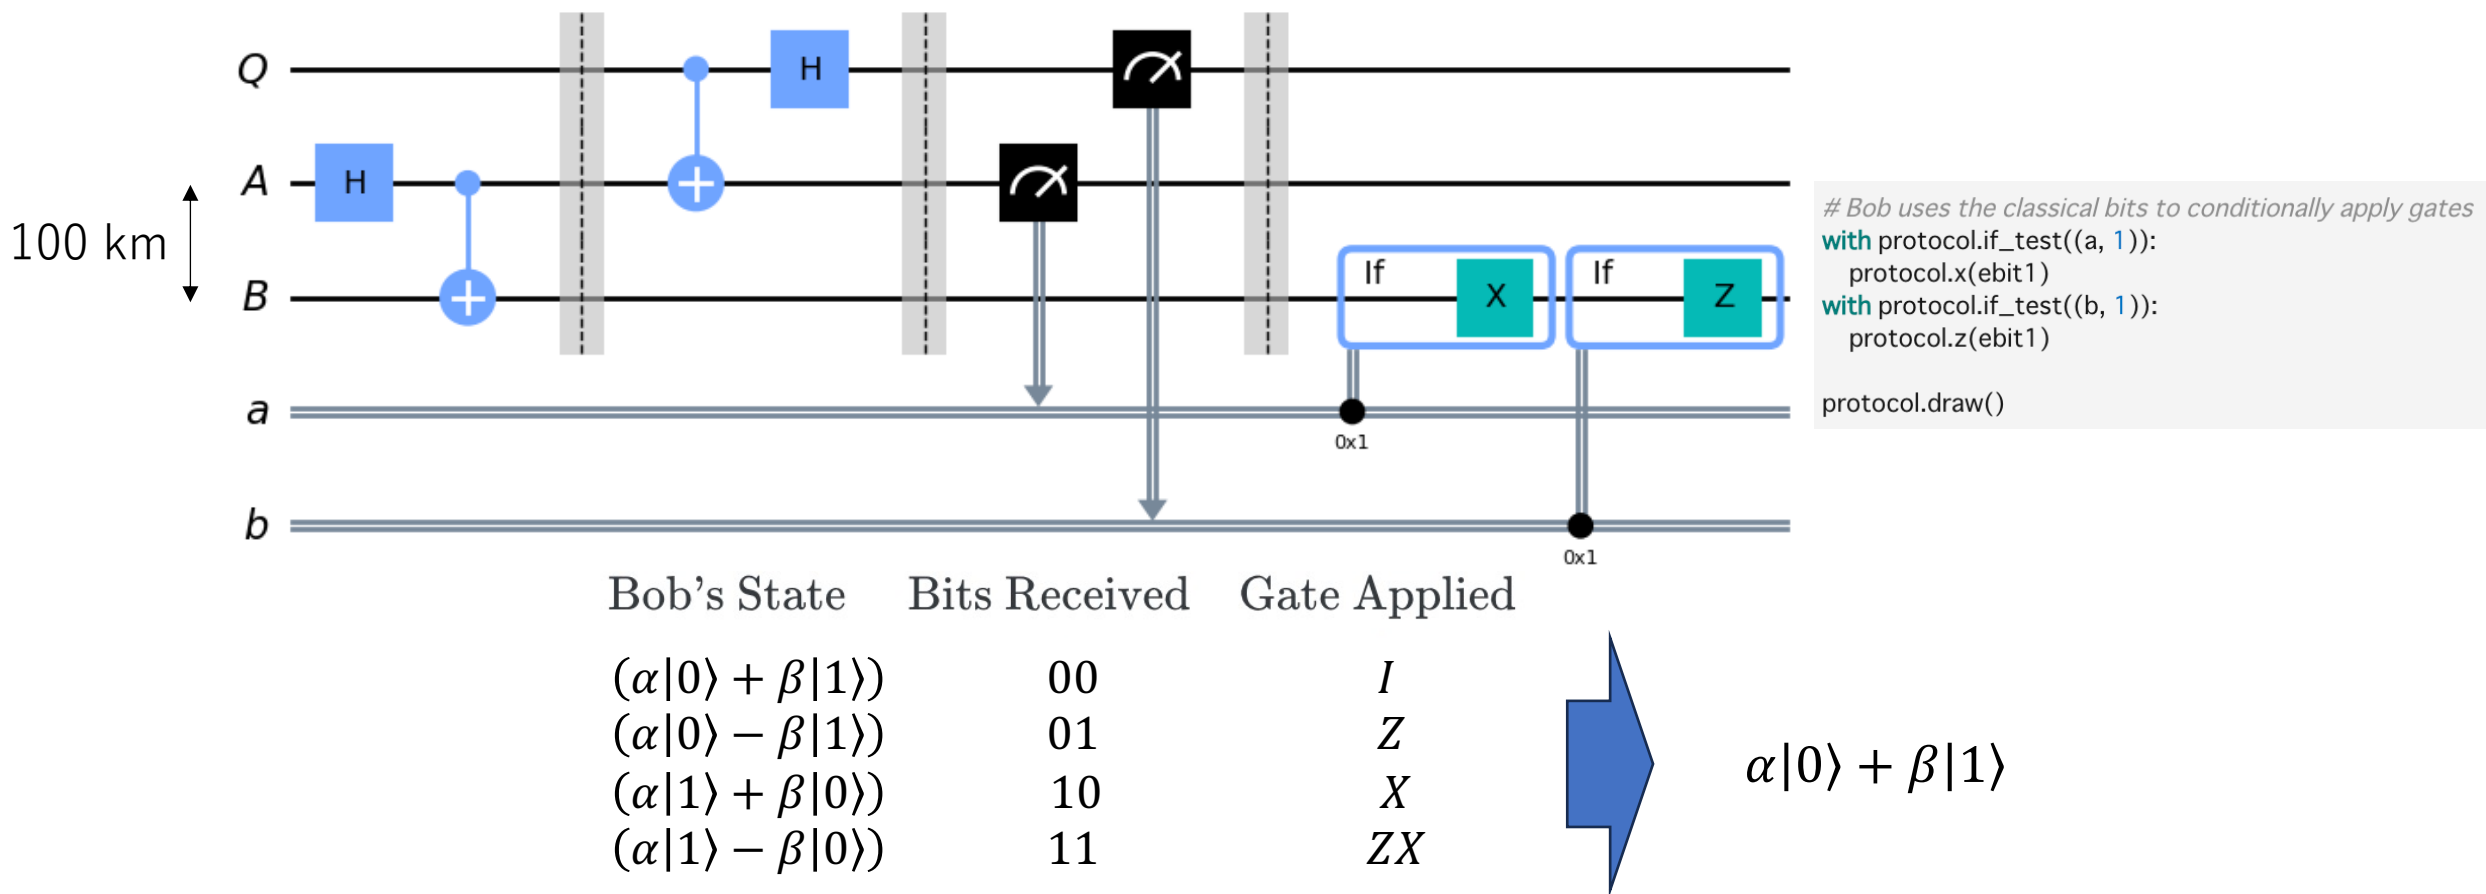 Q
H
A
H
100 km
B
If
X
If
Z
a
0x1
b
0x1
# Bob uses the classical bits to conditionally apply gates
with protocol.if_test((a, 1)):
protocol.x(ebit1)
with protocol.if_test((b, 1)):
protocol.z(ebit1)
protocol.draw()
Bob's State Bits Received Gate Applied
(α|0⟩ + β|1⟩) 00 I
(α|0⟩ − β|1⟩) 01 Z
(α|1⟩ + β|0⟩) 10 X
(α|1⟩ − β|0⟩) 11 ZX
α|0⟩ + β|1⟩